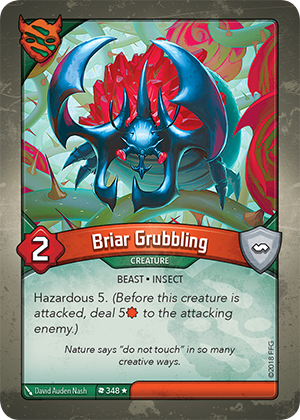 2
Briar Grubbling
CREATURE
BEAST • INSECT
Hazardous 5. (Before this creature is
attacked, deal 5 to the attacking
enemy.)
Nature says “do not touch” in so many
creative ways.
©2018 FFG
David Auden Nash
348 ★